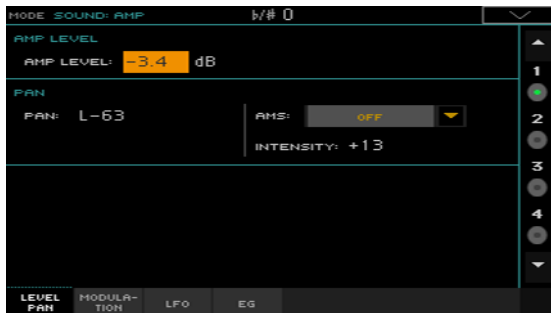 MODE SOUND: AMP b/# 0
AMP LEVEL
AMP LEVEL: -3.4 dB
PAN
PAN: L-63 AMS: OFF
INTENSITY: +13
1
2
3
4
LEVEL PAN MODULA-TION LFO EG